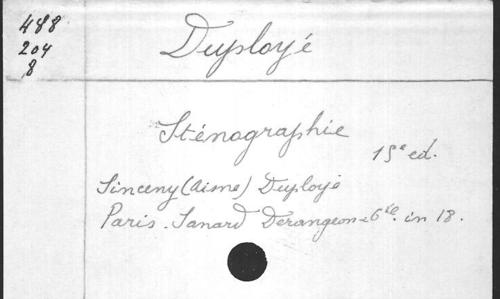 488
204
8
Duployé
Sténographie
15e ed.
Sinceny (Aisne) Duployé
Paris. Sanard Derangeon & Cie. in 18.